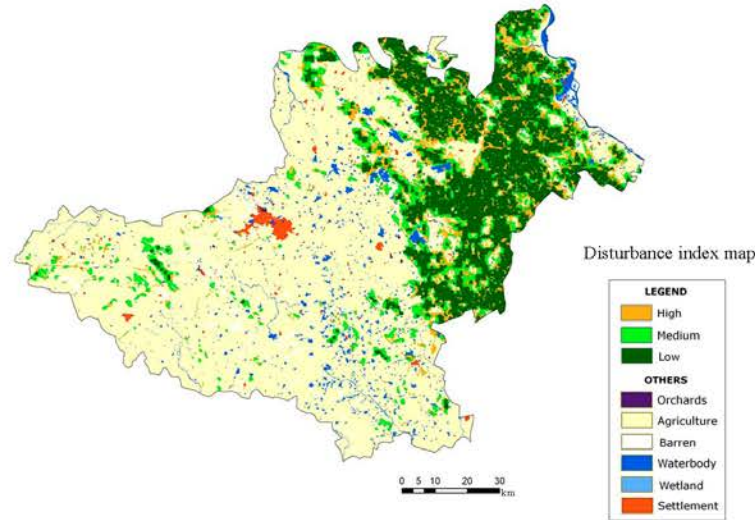 Disturbance index map
LEGEND
High
Medium
Low
OTHERS
Orchards
Agriculture
Barren
Waterbody
Wetland
Settlement
0 5 10 20 30
km